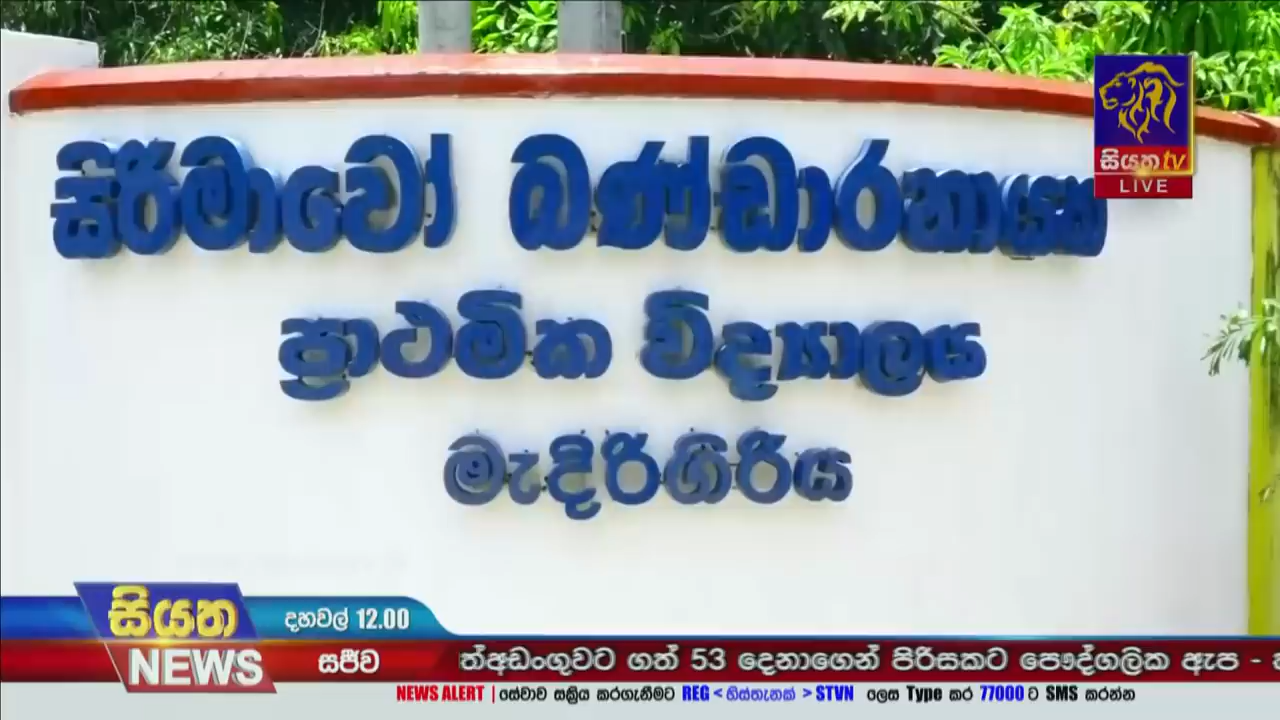 සිරිමාවෝ බණ්ඩාරනායක
ප්‍රාථමික විද්‍යාලය
මැදිරිගිරිය
සියත tv
LIVE
සියත
NEWS
දහවල් 12.00
සජීව
ත්අඩංගුවට ගත් 53 දෙනාගෙන් පිරිසකට පෞද්ගලික ඇප -
NEWS ALERT | සේවාව සක්‍රිය කරගැනීමට REG < හිස්තැනක් > STVN ලෙස Type කර 77000 ට SMS කරන්න